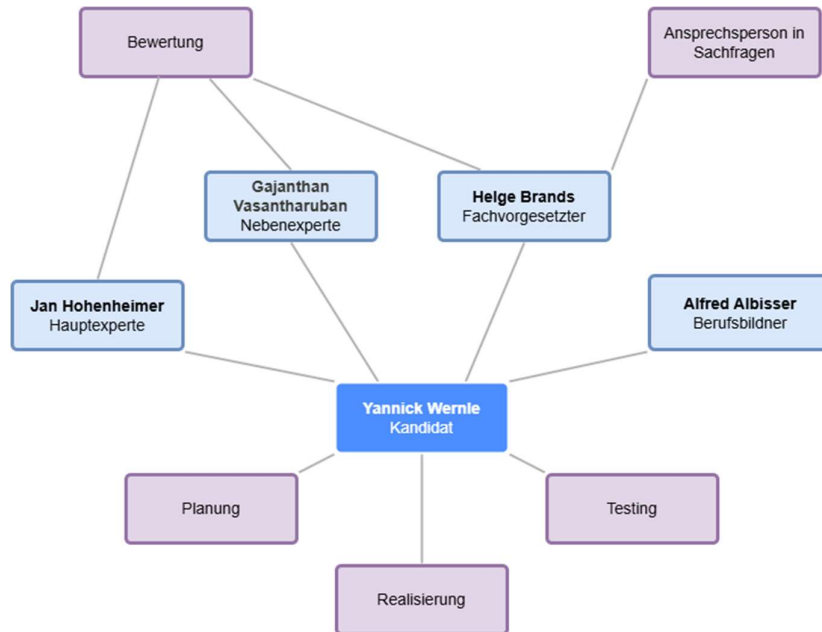 Bewertung
Ansprechsperson in
Sachfragen
Gajanthan
Vasantharuban
Nebenexperte
Helge Brands
Fachvorgesetzter
Jan Hohenheimer
Hauptexperte
Alfred Albisser
Berufsbildner
Yannick Wernle
Kandidat
Planung
Testing
Realisierung